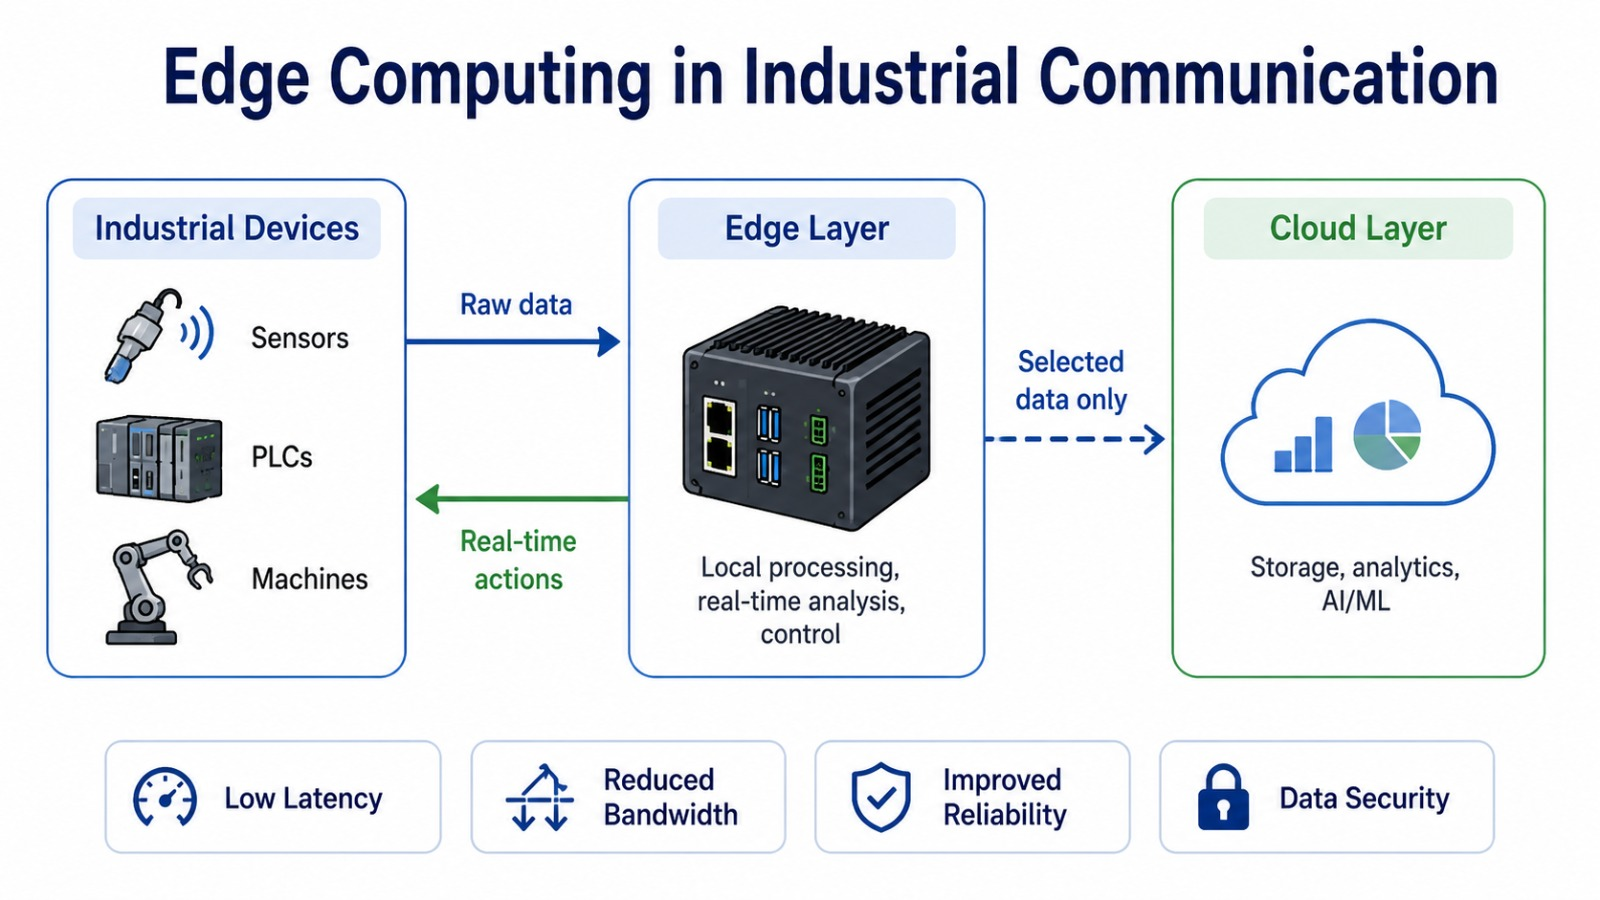 Edge Computing in Industrial Communication
Industrial Devices
Sensors
PLCs
Machines
Raw data
Real-time
actions
Edge Layer
Local processing,
real-time analysis,
control
Selected
data only
Cloud Layer
Storage, analytics,
AI/ML
Low Latency
Reduced
Bandwidth
Improved
Reliability
Data Security